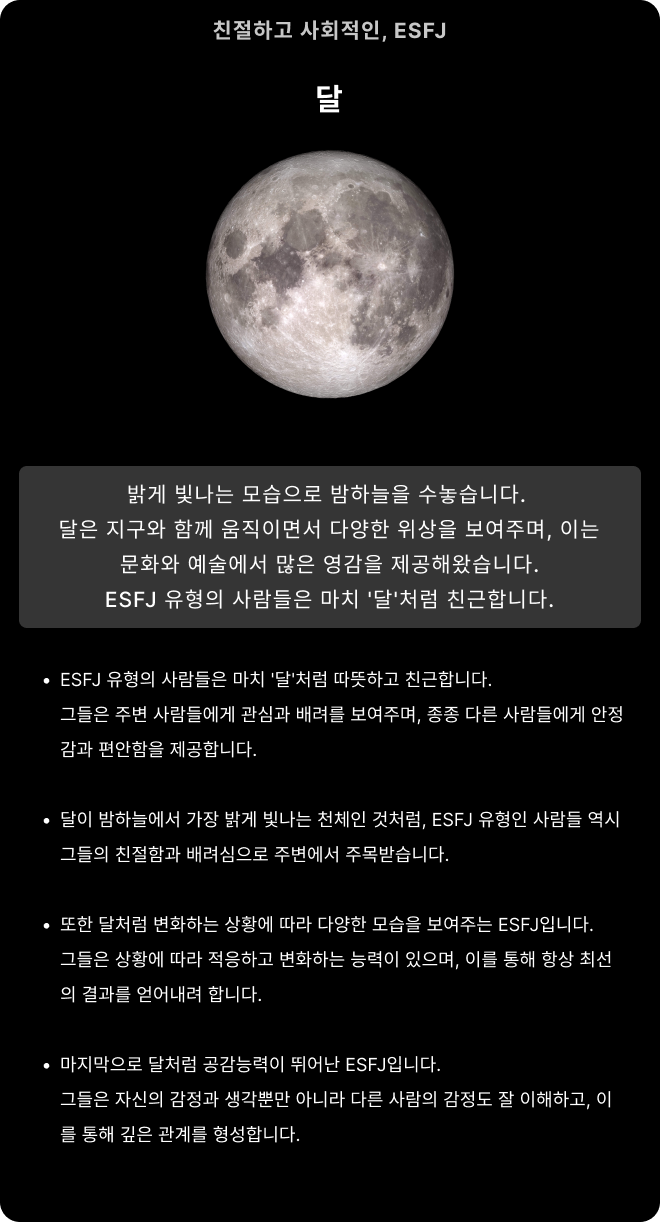 친절하고 사회적인, ESFJ
달
밝게 빛나는 모습으로 밤하늘을 수놓습니다.
달은 지구와 함께 움직이면서 다양한 위상을 보여주며, 이는
문화와 예술에서 많은 영감을 제공해왔습니다.
ESFJ 유형의 사람들은 마치 '달'처럼 친근합니다.
• ESFJ 유형의 사람들은 마치 '달'처럼 따뜻하고 친근합니다.
그들은 주변 사람들에게 관심과 배려를 보여주며, 종종 다른 사람들에게 안정
감과 편안함을 제공합니다.
• 달이 밤하늘에서 가장 밝게 빛나는 천체인 것처럼, ESFJ 유형인 사람들 역시
그들의 친절함과 배려심으로 주변에서 주목받습니다.
• 또한 달처럼 변화하는 상황에 따라 다양한 모습을 보여주는 ESFJ입니다.
그들은 상황에 따라 적응하고 변화하는 능력이 있으며, 이를 통해 항상 최선
의 결과를 얻어내려 합니다.
• 마지막으로 달처럼 공감능력이 뛰어난 ESFJ입니다.
그들은 자신의 감정과 생각뿐만 아니라 다른 사람의 감정도 잘 이해하고, 이
를 통해 깊은 관계를 형성합니다.